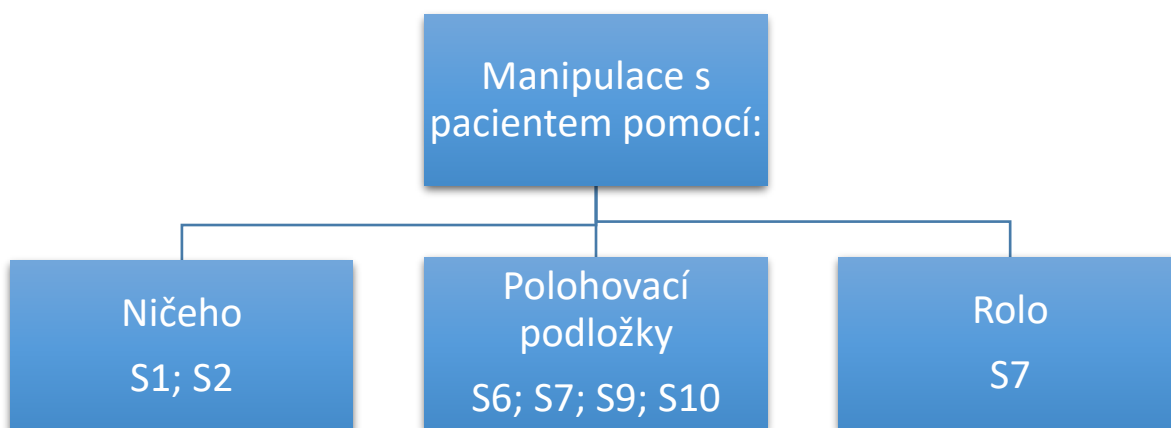 Manipulace s
pacientem pomocí:
Ničeho
S1; S2
Polohovací
podložky
S6; S7; S9; S10
Rolo
S7